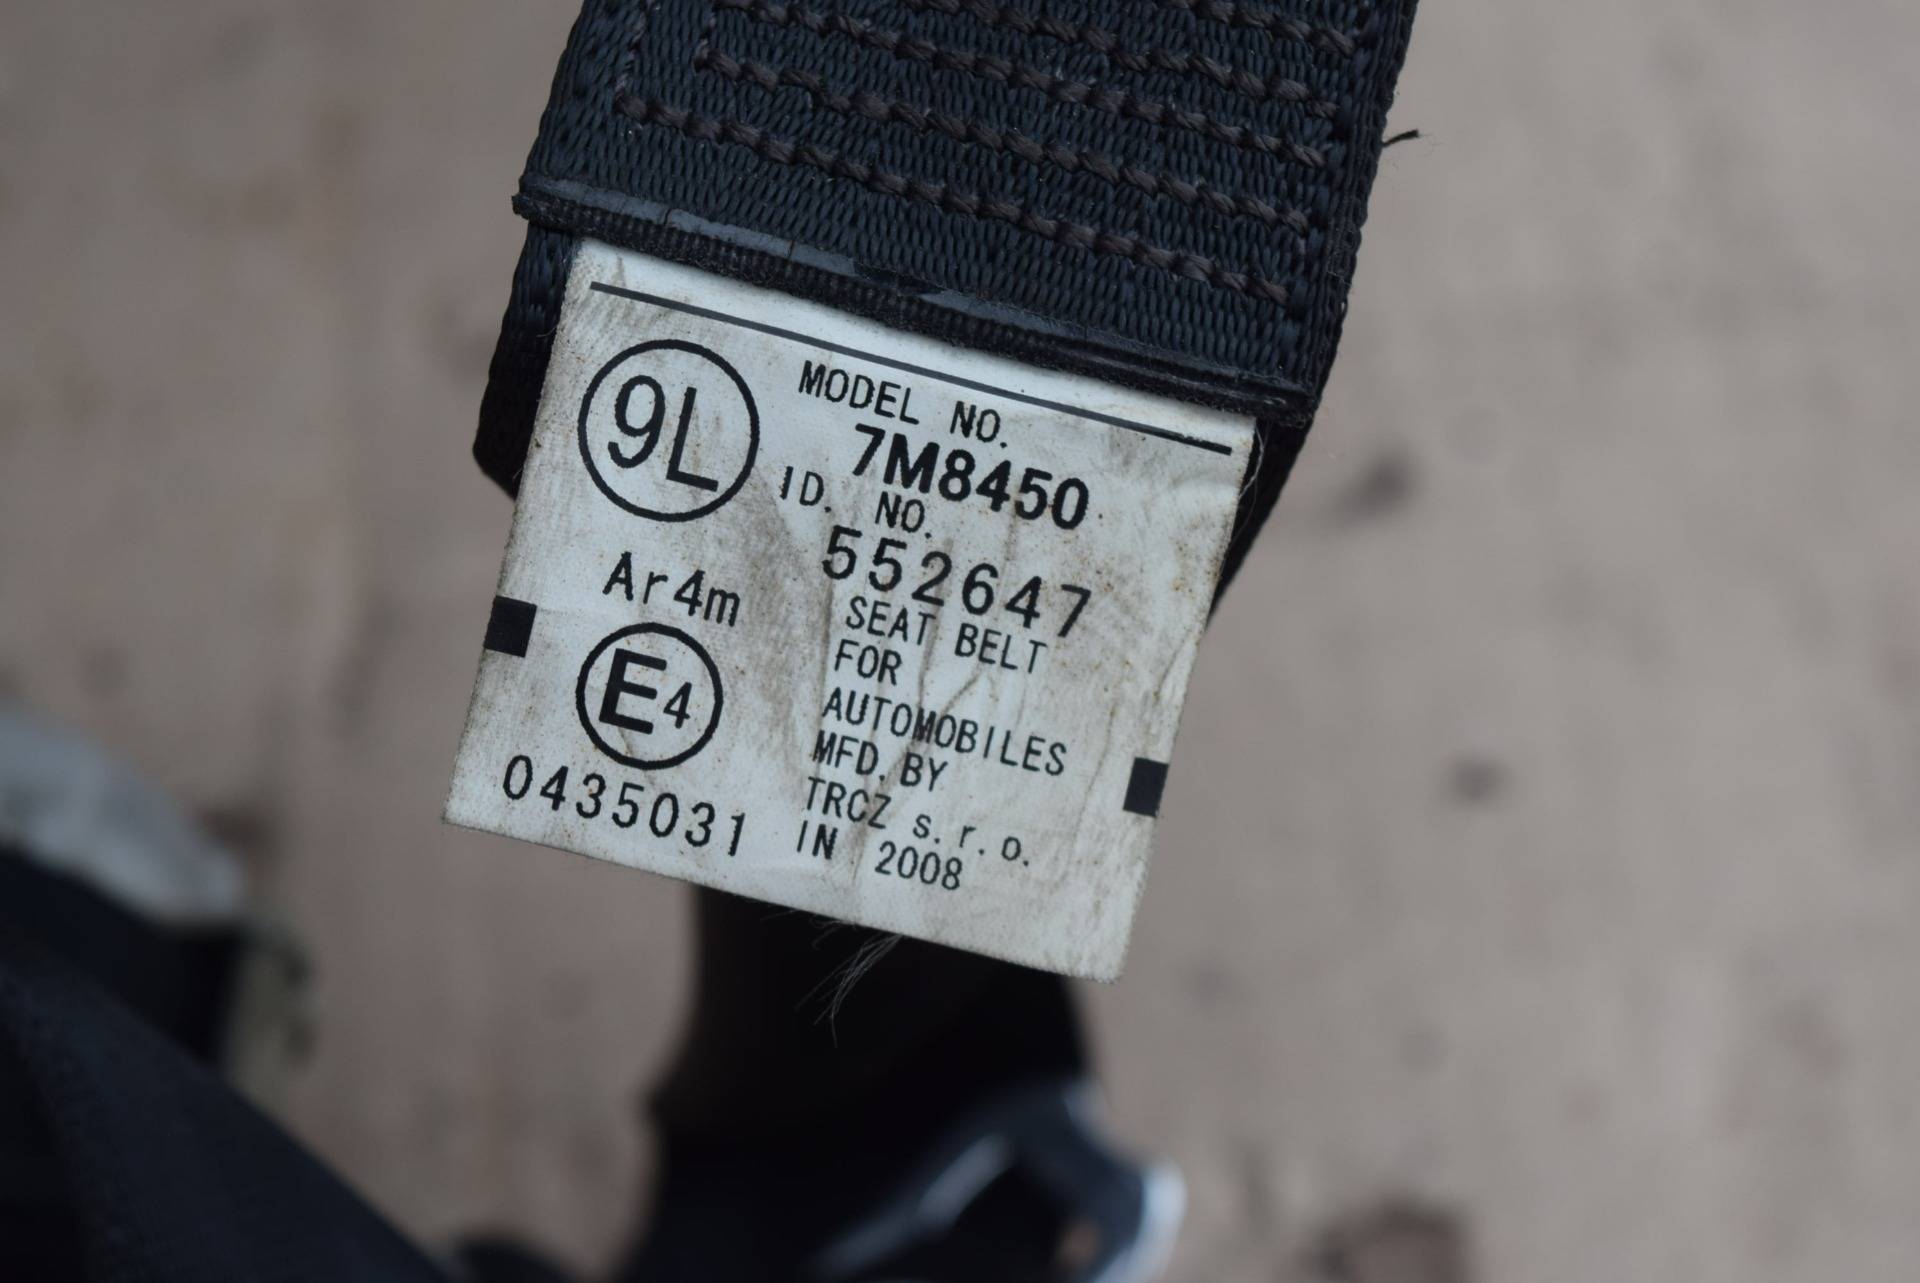 9L
MODEL NO.
7M8450
ID. NO.
552647
Ar4m
SEAT BELT
FOR
AUTOMOBILES
E4
MFD. BY
TRCZ s. r. o.
0435031
IN 2008